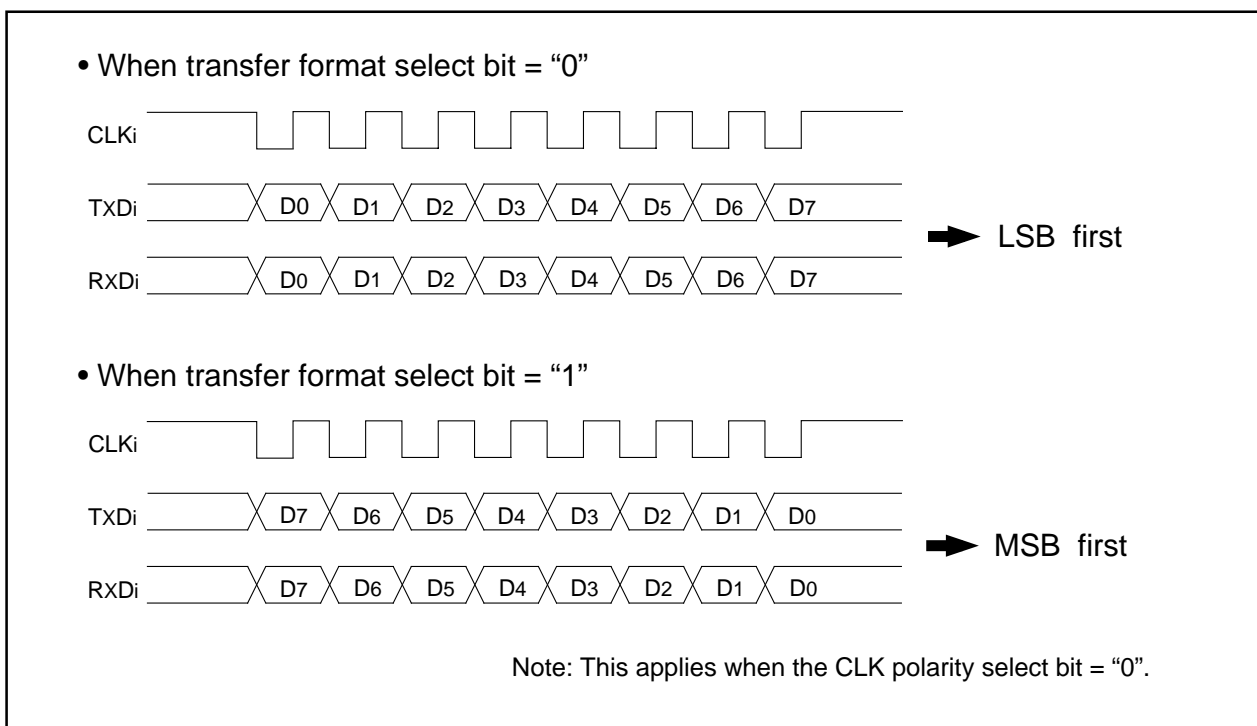 • When transfer format select bit = “0”
CLKi
TXDi D0 D1 D2 D3 D4 D5 D6 D7
LSB first
RXDi D0 D1 D2 D3 D4 D5 D6 D7
• When transfer format select bit = “1”
CLKi
TXDi D7 D6 D5 D4 D3 D2 D1 D0
MSB first
RXDi D7 D6 D5 D4 D3 D2 D1 D0
Note: This applies when the CLK polarity select bit = “0”.